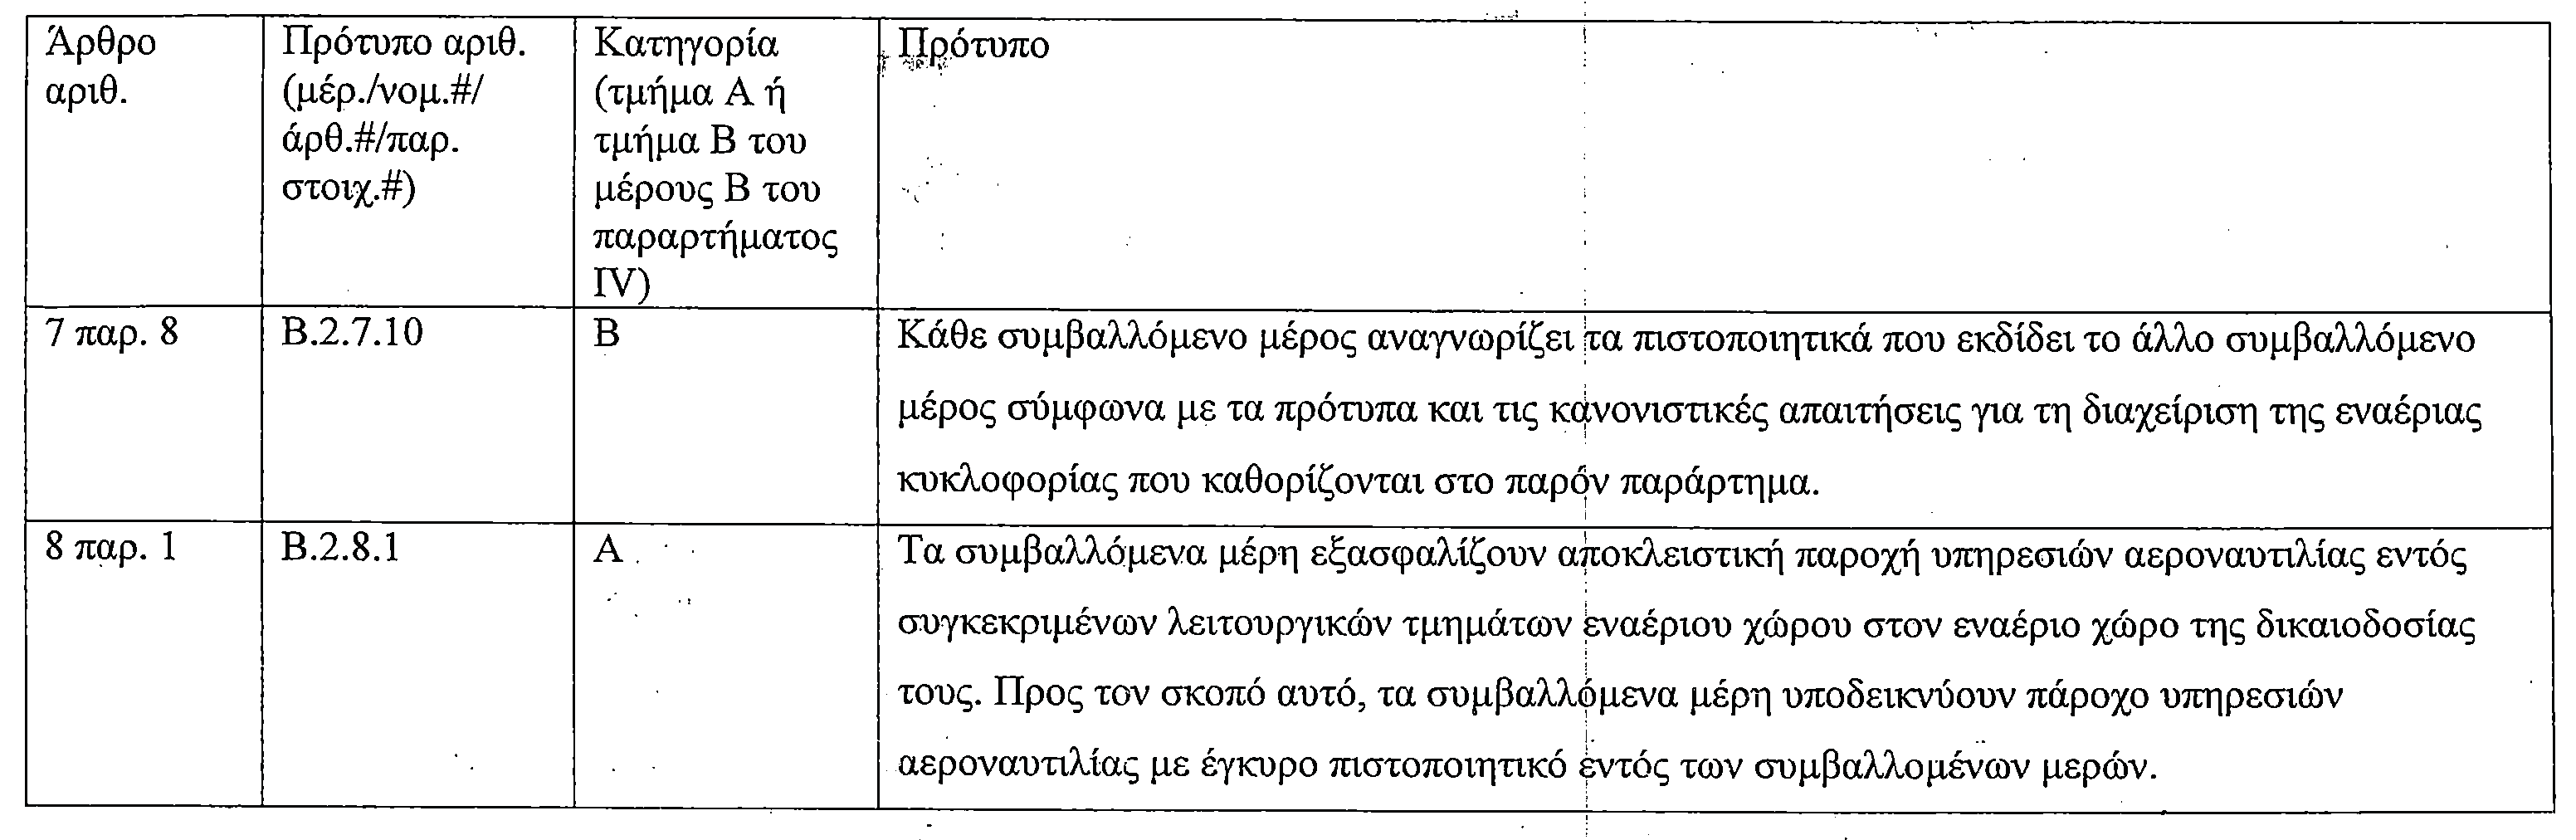 Άρθρο αριθ.
Πρότυπο αριθ. (μέρ./νομ.#/ άρθ.#/παρ. στοιχ.#)
Κατηγορία (τμήμα Α ή τμήμα Β του μέρους Β του παραρτήματος IV)
Πρότυπο
7 παρ. 8
Β.2.7.10
Β
Κάθε συμβαλλόμενο μέρος αναγνωρίζει τα πιστοποιητικά που εκδίδει το άλλο συμβαλλόμενο
μέρος σύμφωνα με τα πρότυπα και τις κανονιστικές απαιτήσεις για τη διαχείριση της εναέριας
κυκλοφορίας που καθορίζονται στο παρόν παράρτημα.
8 παρ. 1
Β.2.8.1
Α
Τα συμβαλλόμενα μέρη εξασφαλίζουν αποκλειστική παροχή υπηρεσιών αεροναυτιλίας εντός
συγκεκριμένων λειτουργικών τμημάτων εναέριου χώρου στον εναέριο χώρο της δικαιοδοσίας
τους. Προς τον σκοπό αυτό, τα συμβαλλόμενα μέρη υποδεικνύουν πάροχο υπηρεσιών
αεροναυτιλίας με έγκυρο πιστοποιητικό εντός των συμβαλλομένων μερών.